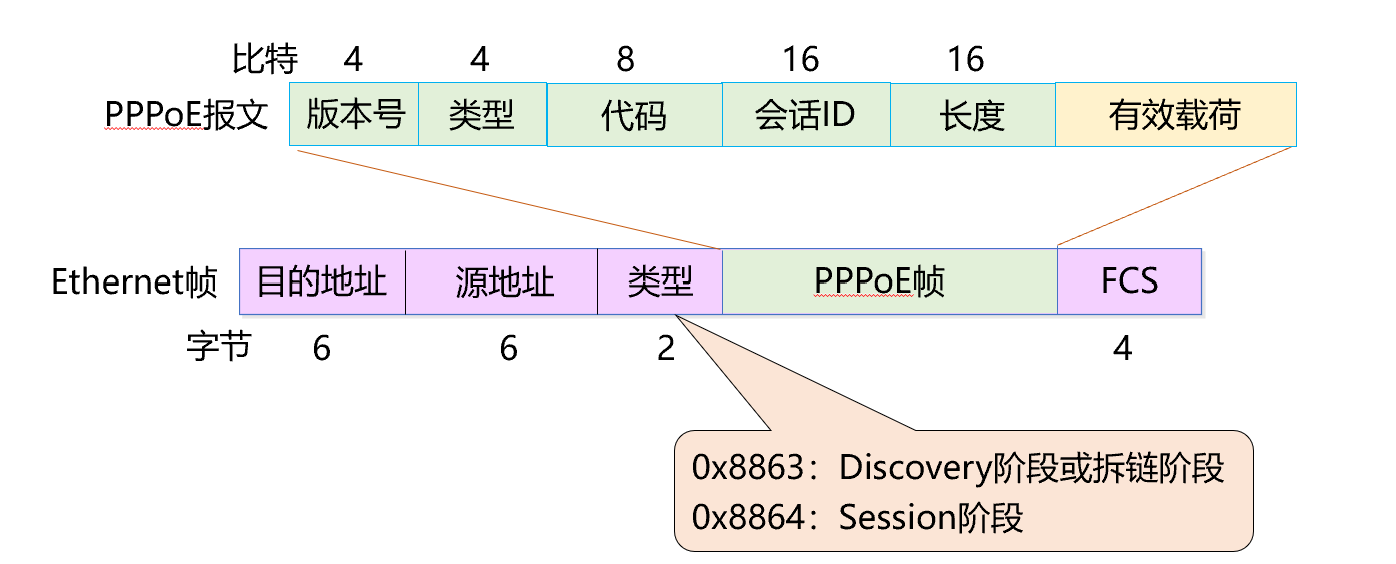 比特 4 4 8 16 16
PPPoE报文 版本号 类型 代码 会话ID 长度 有效载荷
Ethernet帧 目的地址 源地址 类型 PPPoE帧 FCS
字节 6 6 2 4
0x8863：Discovery阶段或拆链阶段
0x8864：Session阶段